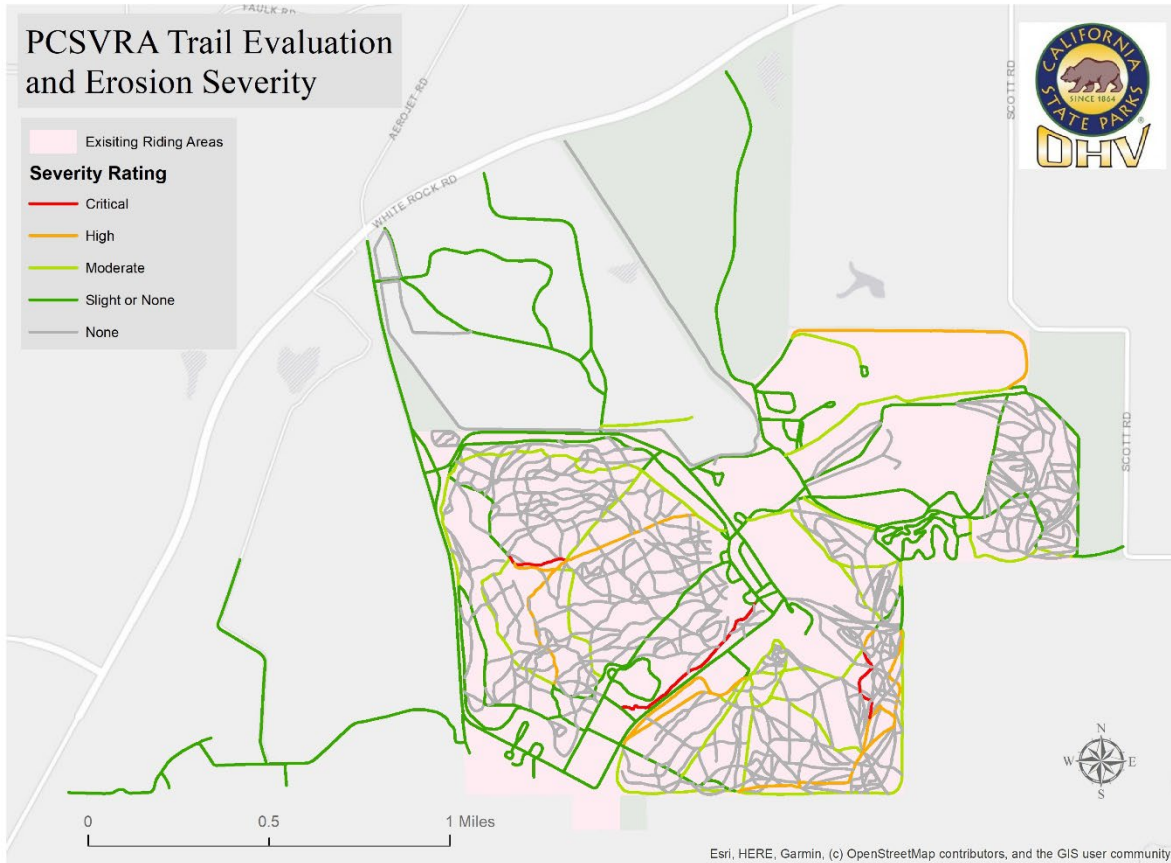 FAULK RD
PCSVRA Trail Evaluation
and Erosion Severity
AEROJET RD
SCOTT RD
CALIFORNIA
SINCE 1864
STATE PARKS
®
OHV
Exisiting Riding Areas
Severity Rating
Critical
High
Moderate
Slight or None
None
WHITE ROCK RD
SCOTT RD
N
W
E
S
0
0.5
1 Miles
Esri, HERE, Garmin, (c) OpenStreetMap contributors, and the GIS user community